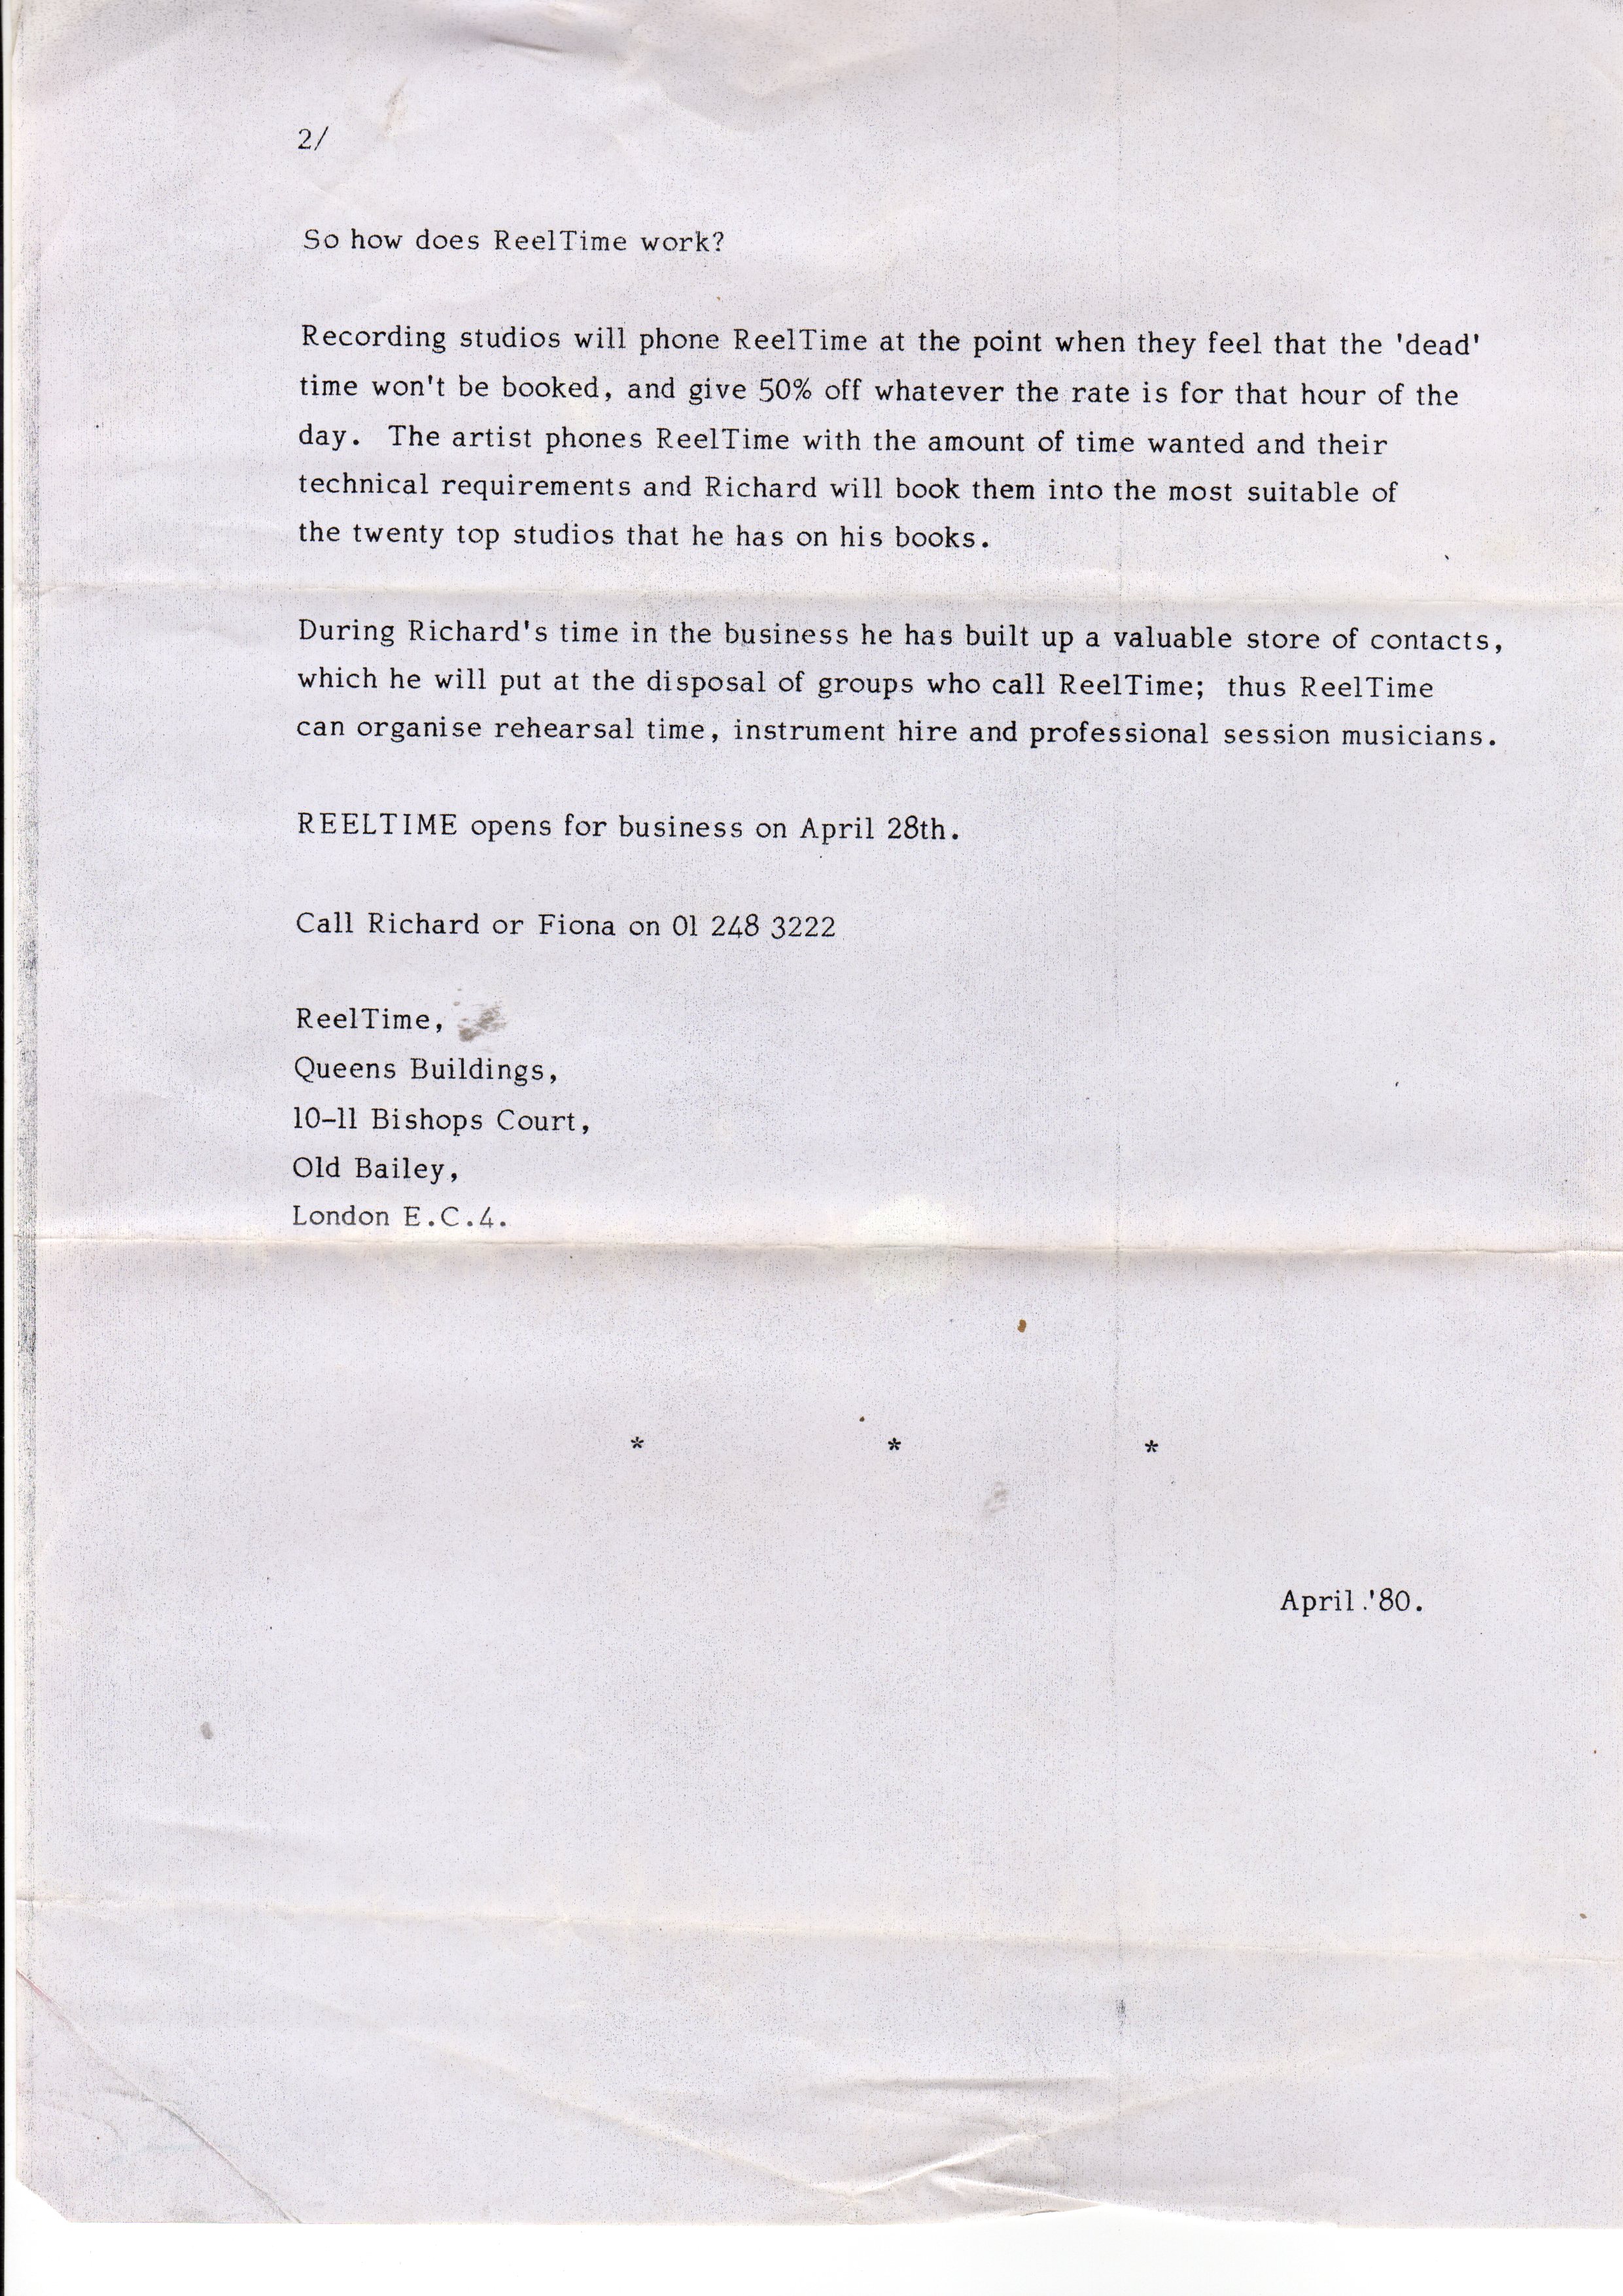 2/
So how does ReelTime work?
Recording studios will phone ReelTime at the point when they feel that the 'dead'
time won't be booked, and give 50% off whatever the rate is for that hour of the
day.  The artist phones ReelTime with the amount of time wanted and their
technical requirements and Richard will book them into the most suitable of
the twenty top studios that he has on his books.
During Richard's time in the business he has built up a valuable store of contacts,
which he will put at the disposal of groups who call ReelTime;  thus ReelTime
can organise rehearsal time, instrument hire and professional session musicians.
REELTIME opens for business on April 28th.
Call Richard or Fiona on 01 248 3222
ReelTime,
Queens Buildings,
10-11 Bishops Court,
Old Bailey,
London E.C.4.
* * *
April '80.